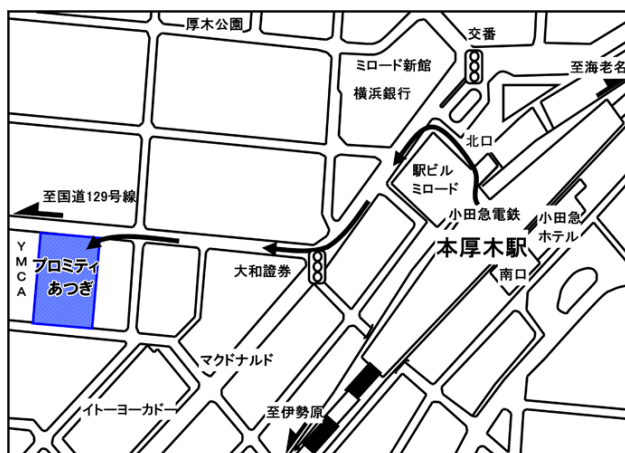 厚木公園
交番
ミロード新館
横浜銀行
至海老名
北口
駅ビル
ミロード
至国道129号線
小田急電鉄
本厚木駅
小田急
ホテル
南口
YMCA
プロミティ
あつぎ
大和證券
マクドナルド
イトーヨーカドー
至伊勢原